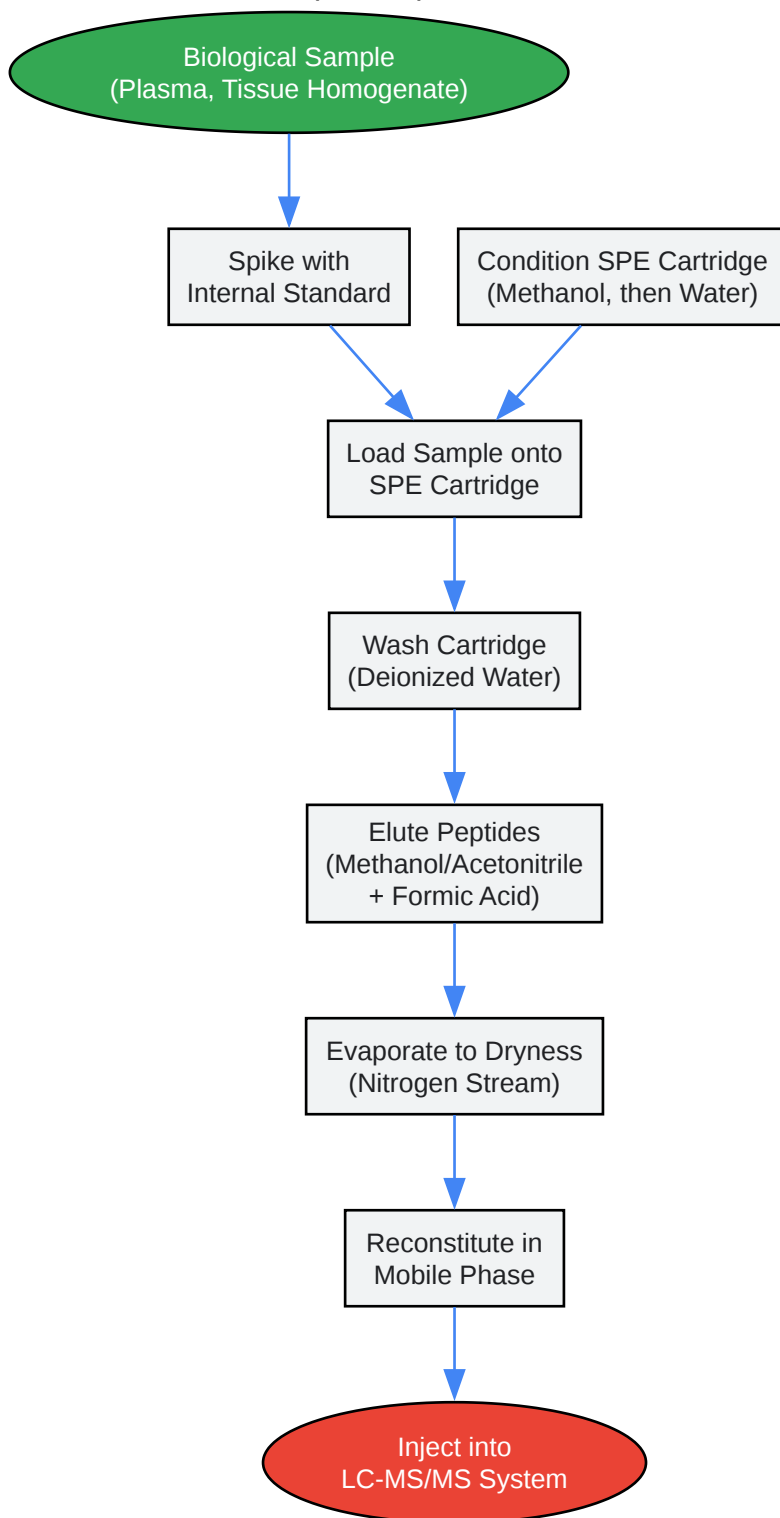 Biological Sample
(Plasma, Tissue Homogenate)
Spike with
Internal Standard
Condition SPE Cartridge
(Methanol, then Water)
Load Sample onto
SPE Cartridge
Wash Cartridge
(Deionized Water)
Elute Peptides
(Methanol/Acetonitrile
+ Formic Acid)
Evaporate to Dryness
(Nitrogen Stream)
Reconstitute in
Mobile Phase
Inject into
LC-MS/MS System